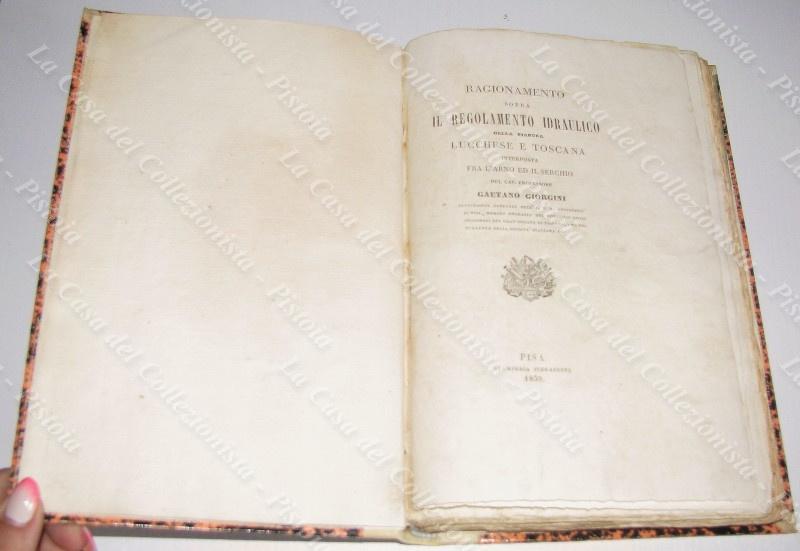 RAGIONAMENTO
SOPRA
IL REGOLAMENTO IDRAULICO
DELLA PIANURA
LUCCHESE E TOSCANA
INTERPOSTA
FRA L'ARNO ED IL SERCHIO
DEL CAV. PROFESSORE
GAETANO GIORGINI
PISA
1839.
La Casa del Collezionista - Pistoia